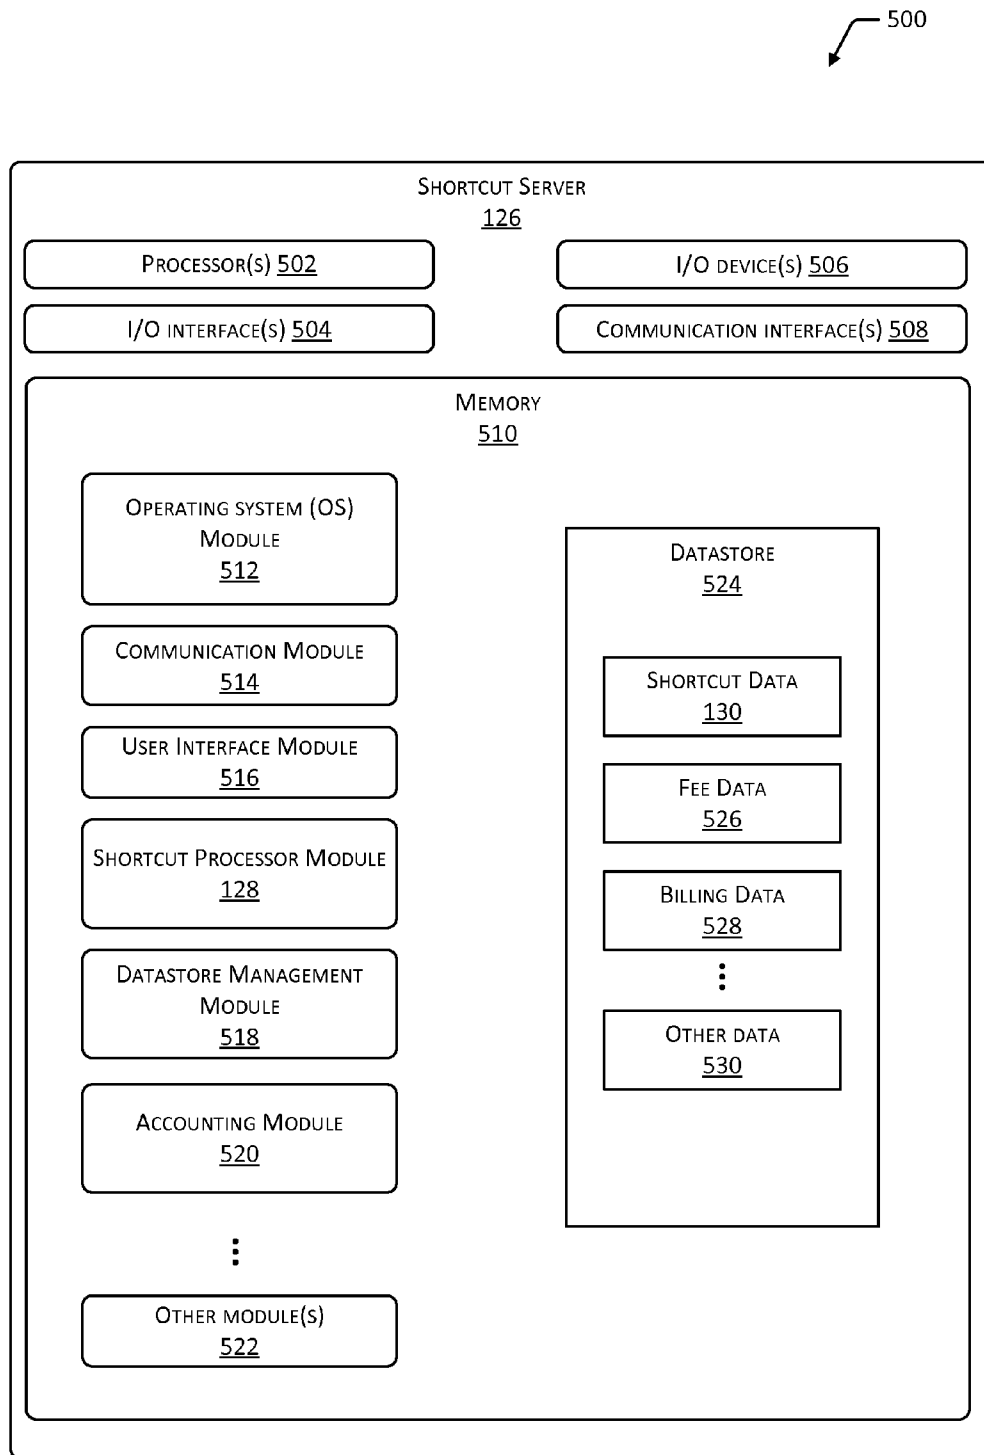 500
SHORTCUT SERVER
126
PROCESSOR(S) 502
I/O DEVICE(S) 506
I/O INTERFACE(S) 504
COMMUNICATION INTERFACE(S) 508
MEMORY
510
OPERATING SYSTEM (OS)
MODULE
512
COMMUNICATION MODULE
514
USER INTERFACE MODULE
516
SHORTCUT PROCESSOR MODULE
128
DATASTORE MANAGEMENT
MODULE
518
ACCOUNTING MODULE
520
OTHER MODULE(S)
522
DATASTORE
524
SHORTCUT DATA
130
FEE DATA
526
BILLING DATA
528
OTHER DATA
530